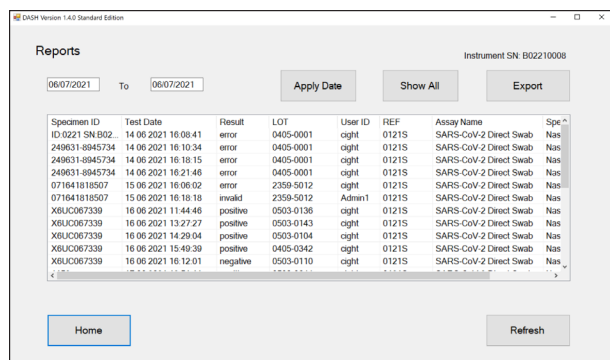 DASH Version 1.4.0 Standard Edition
Reports
Instrument SN: B02210008
06/07/2021 To 06/07/2021 Apply Date Show All Export
Specimen ID Test Date Result LOT User ID REF Assay Name Spe
ID:0221 SN:B02... 14 06 2021 16:08:41 error 0405-0001 cight 0121S SARS-CoV-2 Direct Swab Nas
249631-8945734 14 06 2021 16:10:34 error 0405-0001 cight 0121S SARS-CoV-2 Direct Swab Nas
249631-8945734 14 06 2021 16:18:15 error 0405-0001 cight 0121S SARS-CoV-2 Direct Swab Nas
249631-8945734 14 06 2021 16:21:46 error 0405-0001 cight 0121S SARS-CoV-2 Direct Swab Nas
071641818507 15 06 2021 16:06:02 error 2359-5012 cight 0121S SARS-CoV-2 Direct Swab Nas
071641818507 15 06 2021 16:18:18 invalid 2359-5012 Admin1 0121S SARS-CoV-2 Direct Swab Nas
X6UC067339 16 06 2021 11:44:46 positive 0503-0136 cight 0121S SARS-CoV-2 Direct Swab Nas
X6UC067339 16 06 2021 13:27:27 positive 0503-0143 cight 0121S SARS-CoV-2 Direct Swab Nas
X6UC067339 16 06 2021 14:29:04 positive 0503-0104 cight 0121S SARS-CoV-2 Direct Swab Nas
X6UC067339 16 06 2021 15:49:39 positive 0405-0342 cight 0121S SARS-CoV-2 Direct Swab Nas
X6UC067339 16 06 2021 16:12:01 negative 0503-0110 cight 0121S SARS-CoV-2 Direct Swab Nas
Home Refresh